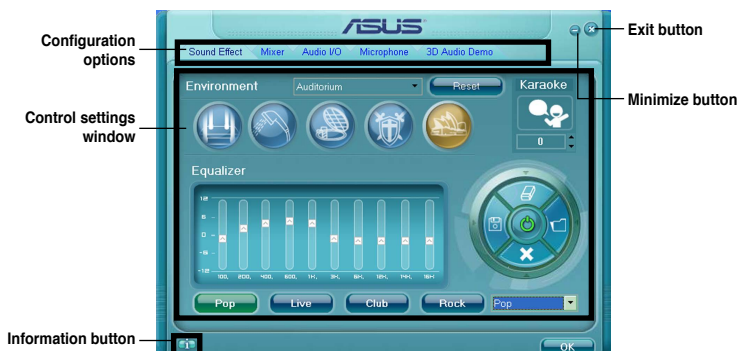 ASUS
Configuration
options
Sound Effect Mixer Audio I/O Microphone 3D Audio Demo
Exit button
Minimize button
Control settings
window
Environment
Auditorium
Reset
Karaoke
0
Equalizer
12
6
0
-6
-12
100, 200, 400, 600, 1K, 3K, 6K, 12K, 14K, 16K
Pop Live Club Rock Pop
Information button
i
OK